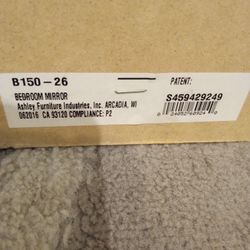 B150-26
PATENT:
BEDROOM MIRROR
S459429249
Ashley Furniture Industries, Inc. ARCADIA, WI
062016 CA 93120 COMPLIANCE: P2